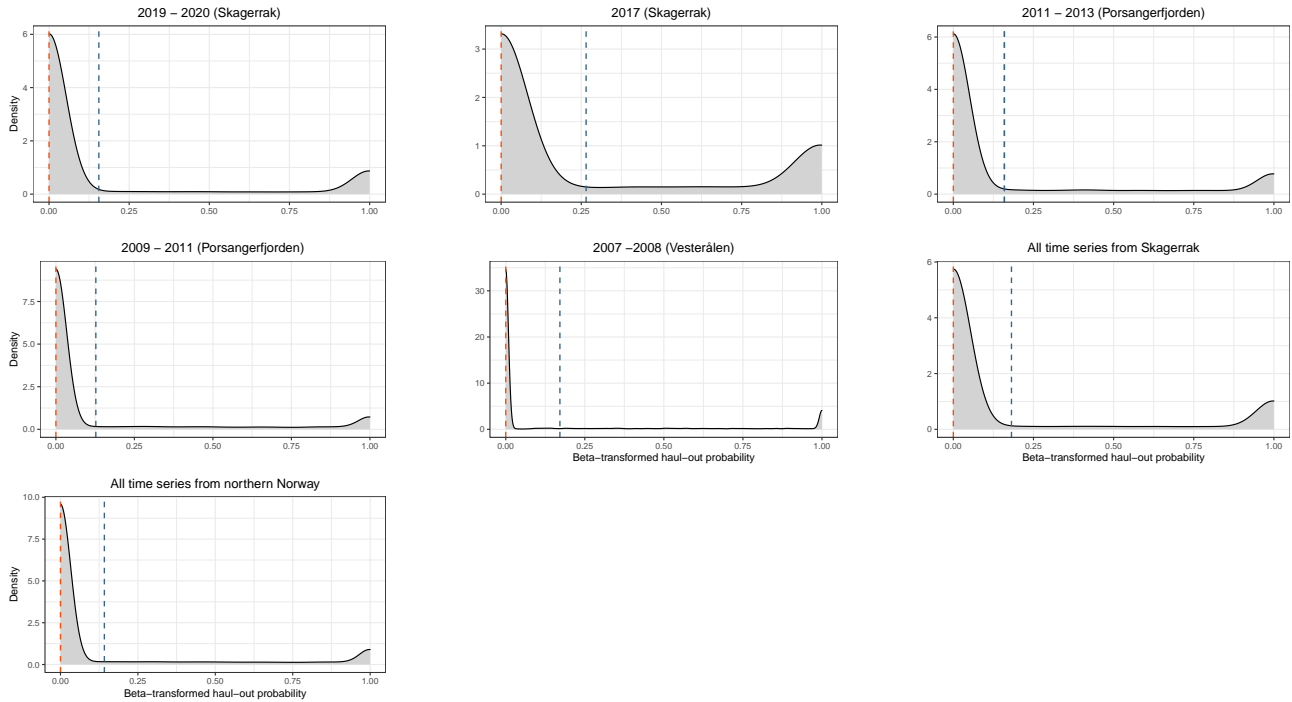 2019 − 2020 (Skagerrak)
Density
6
4
2
0
0.00 0.25 0.50 0.75 1.00
2017 (Skagerrak)
3
2
1
0
0.00 0.25 0.50 0.75 1.00
2011 − 2013 (Porsangerfjorden)
6
4
2
0
0.00 0.25 0.50 0.75 1.00
2009 − 2011 (Porsangerfjorden)
Density
7.5
5.0
2.5
0.0
0.00 0.25 0.50 0.75 1.00
2007 −2008 (Vesterålen)
30
20
10
0
0.00 0.25 0.50 0.75 1.00
Beta−transformed haul−out probability
All time series from Skagerrak
6
4
2
0
0.00 0.25 0.50 0.75 1.00
Beta−transformed haul−out probability
All time series from northern Norway
Density
10.0
7.5
5.0
2.5
0.0
0.00 0.25 0.50 0.75 1.00
Beta−transformed haul−out probability